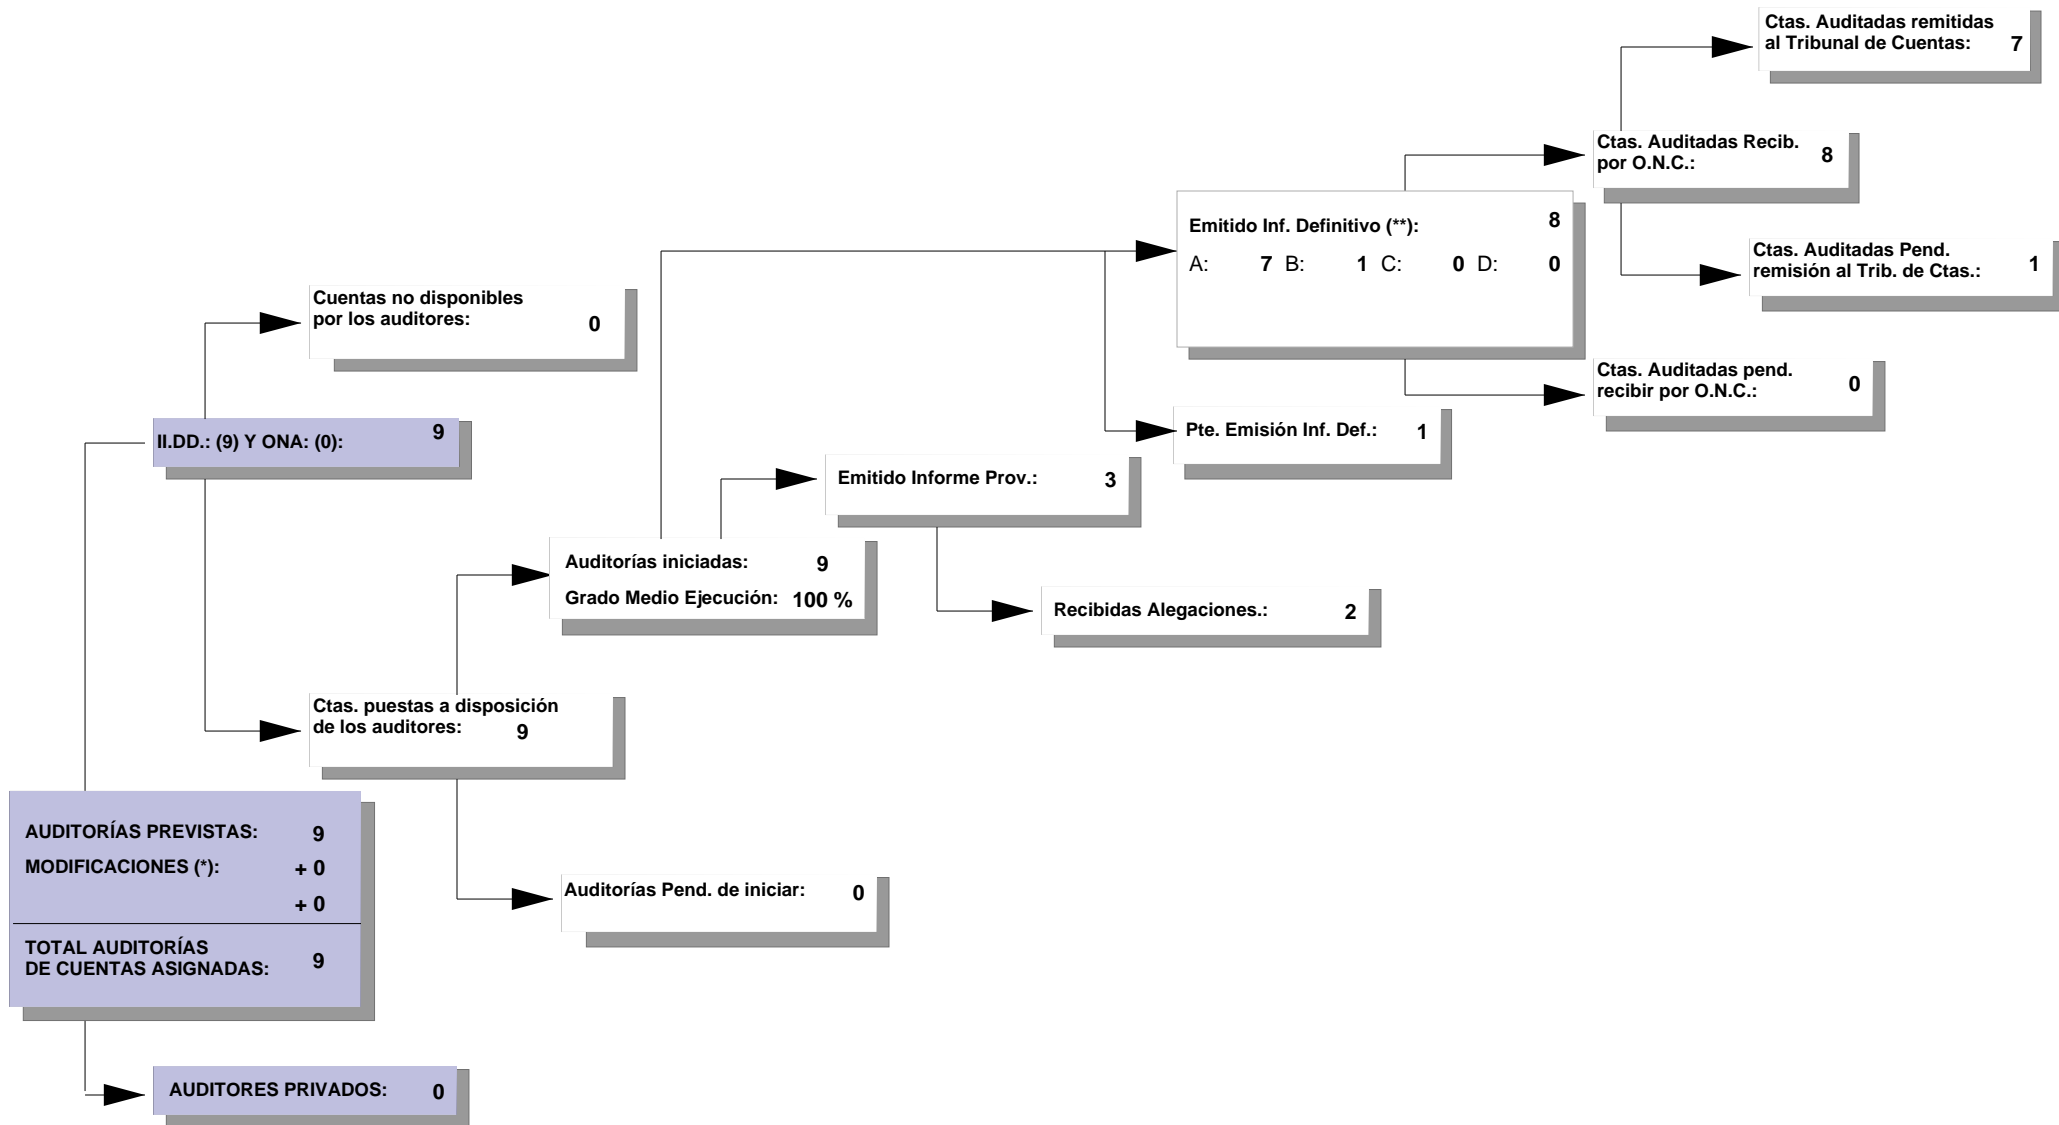 Ctas. Auditadas remitidas
al Tribunal de Cuentas: 7
Ctas. Auditadas Recib.
por O.N.C.: 8
Emitido Inf. Definitivo (**): 8
A: 7 B: 1 C: 0 D: 0
Ctas. Auditadas Pend.
remisión al Trib. de Ctas.: 1
Cuentas no disponibles
por los auditores: 0
Ctas. Auditadas pend.
recibir por O.N.C.: 0
II.DD.: (9) Y ONA: (0): 9
Pte. Emisión Inf. Def.: 1
Emitido Informe Prov.: 3
Auditorías iniciadas: 9
Grado Medio Ejecución: 100 %
Recibidas Alegaciones.: 2
Ctas. puestas a disposición
de los auditores: 9
AUDITORÍAS PREVISTAS: 9
MODIFICACIONES (*): + 0
+ 0
TOTAL AUDITORÍAS
DE CUENTAS ASIGNADAS: 9
Auditorías Pend. de iniciar: 0
AUDITORES PRIVADOS: 0